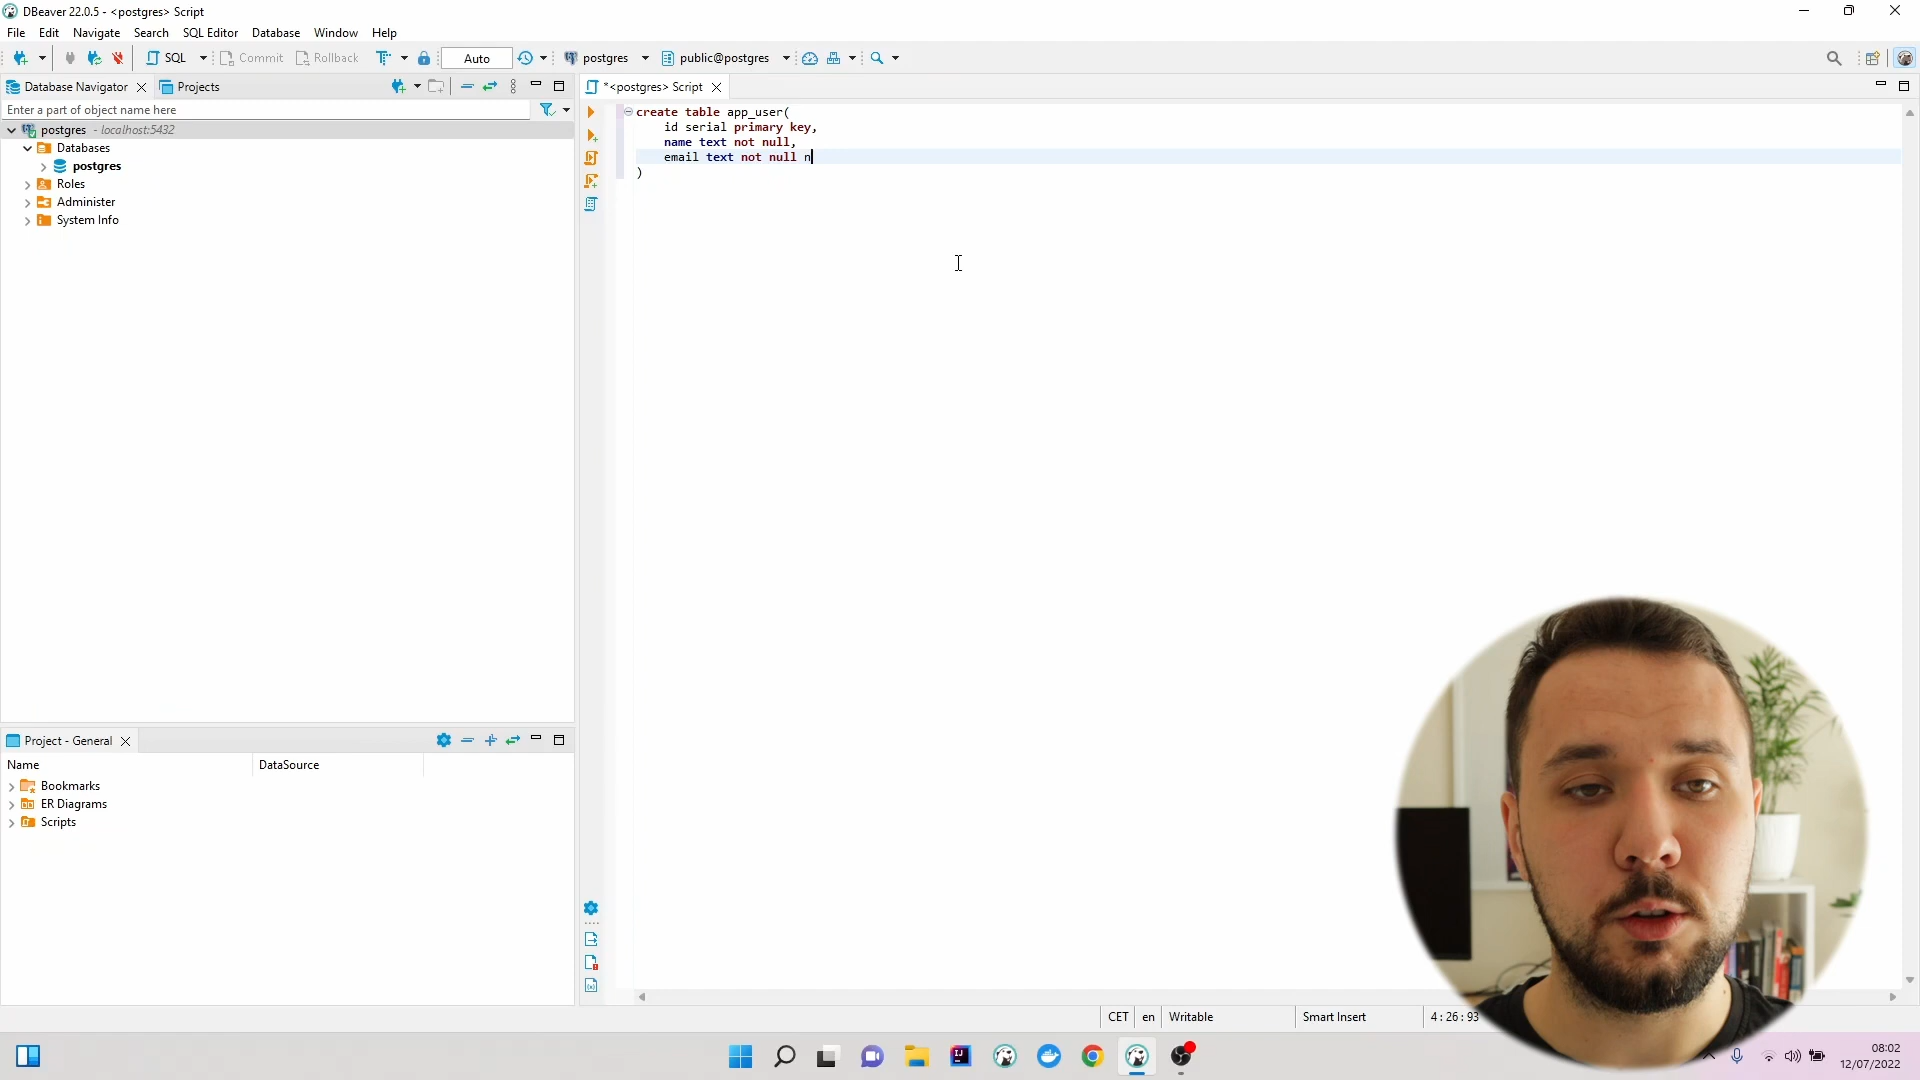 DBeaver 22.0.5 - <postgres> Script
File Edit Navigate Search SQL Editor Database Window Help
SQL Commit Rollback Auto postgres public@postgres
Database Navigator Projects
Enter a part of object name here
postgres - localhost:5432
Databases
postgres
Roles
Administer
System Info
*<postgres> Script
create table app_user(
id serial primary key,
name text not null,
email text not null n
)
Project - General
Name DataSource
Bookmarks
ER Diagrams
Scripts
CET en Writable Smart Insert 4 : 26 : 93
08:02
12/07/2022